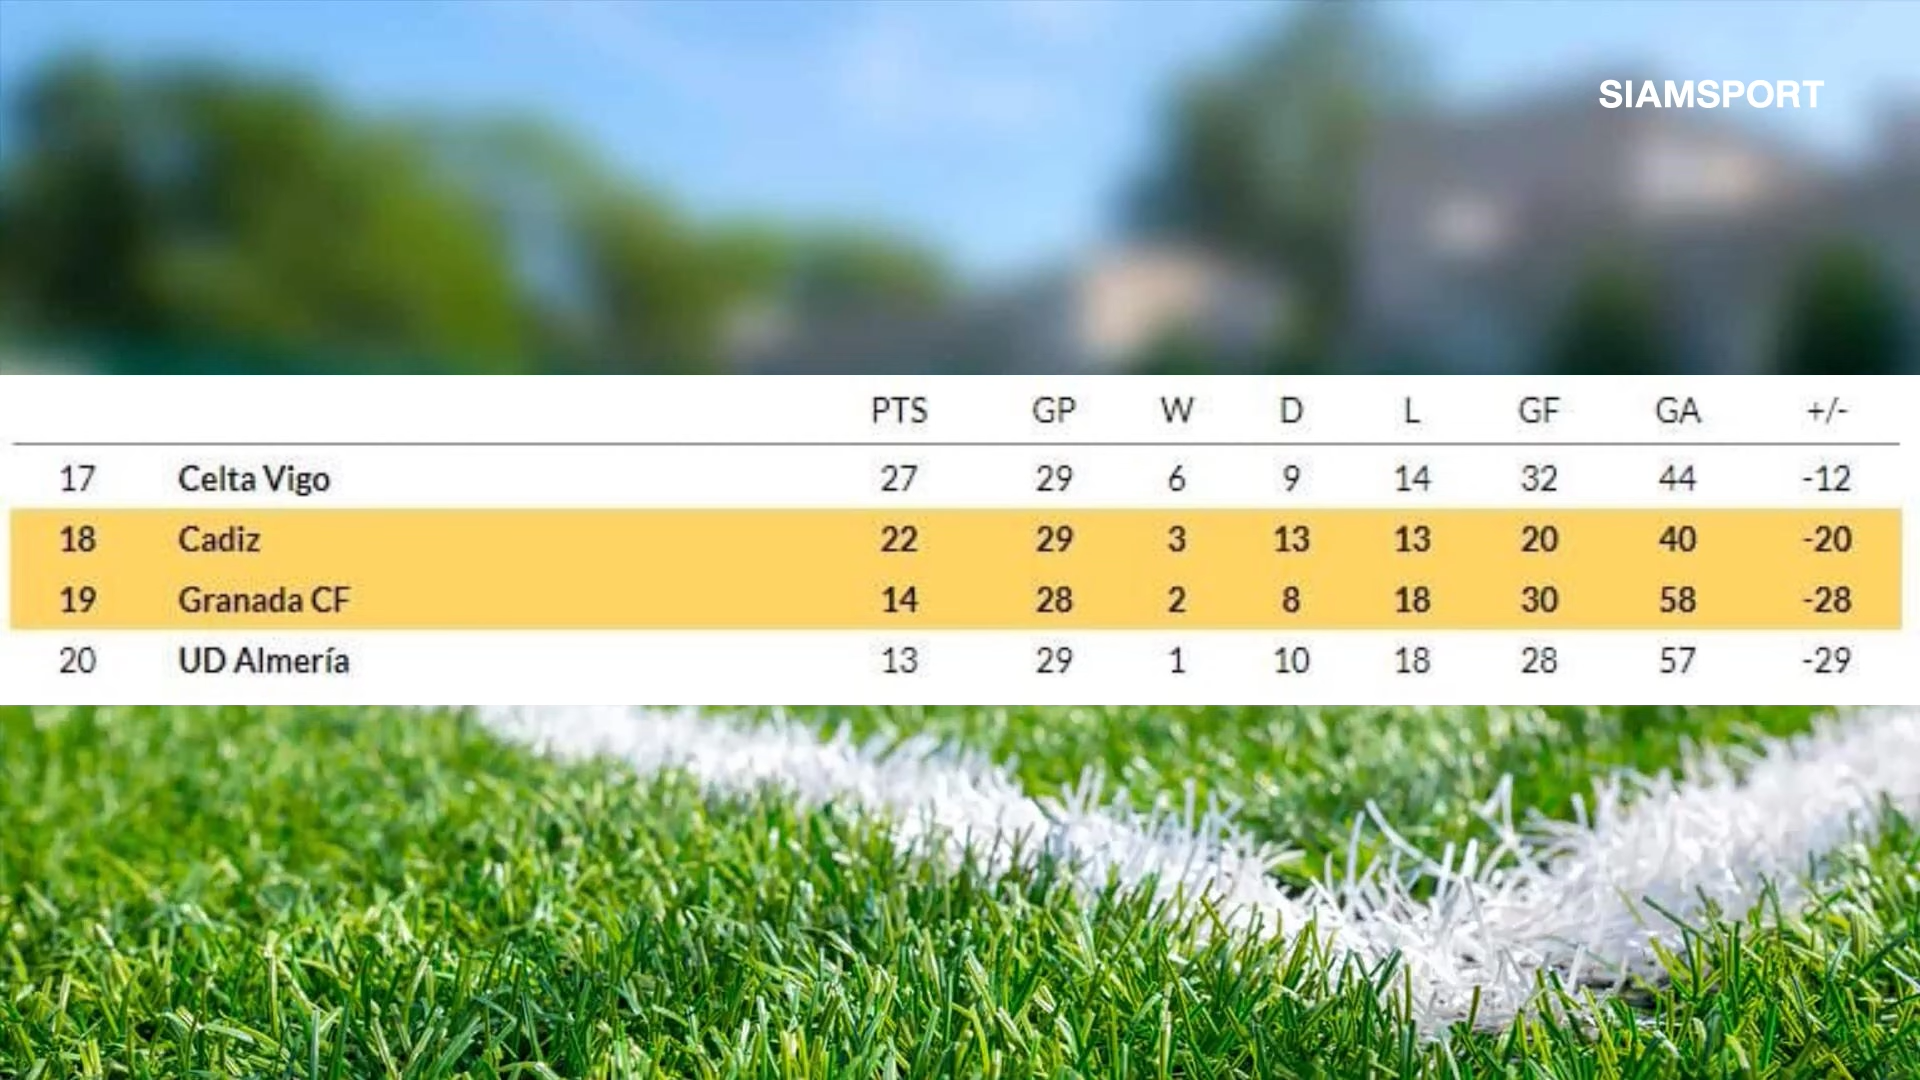 SIAMSPORT
PTS GP W D L GF GA +/-
17 Celta Vigo 27 29 6 9 14 32 44 -12
18 Cadiz 22 29 3 13 13 20 40 -20
19 Granada CF 14 28 2 8 18 30 58 -28
20 UD Almería 13 29 1 10 18 28 57 -29